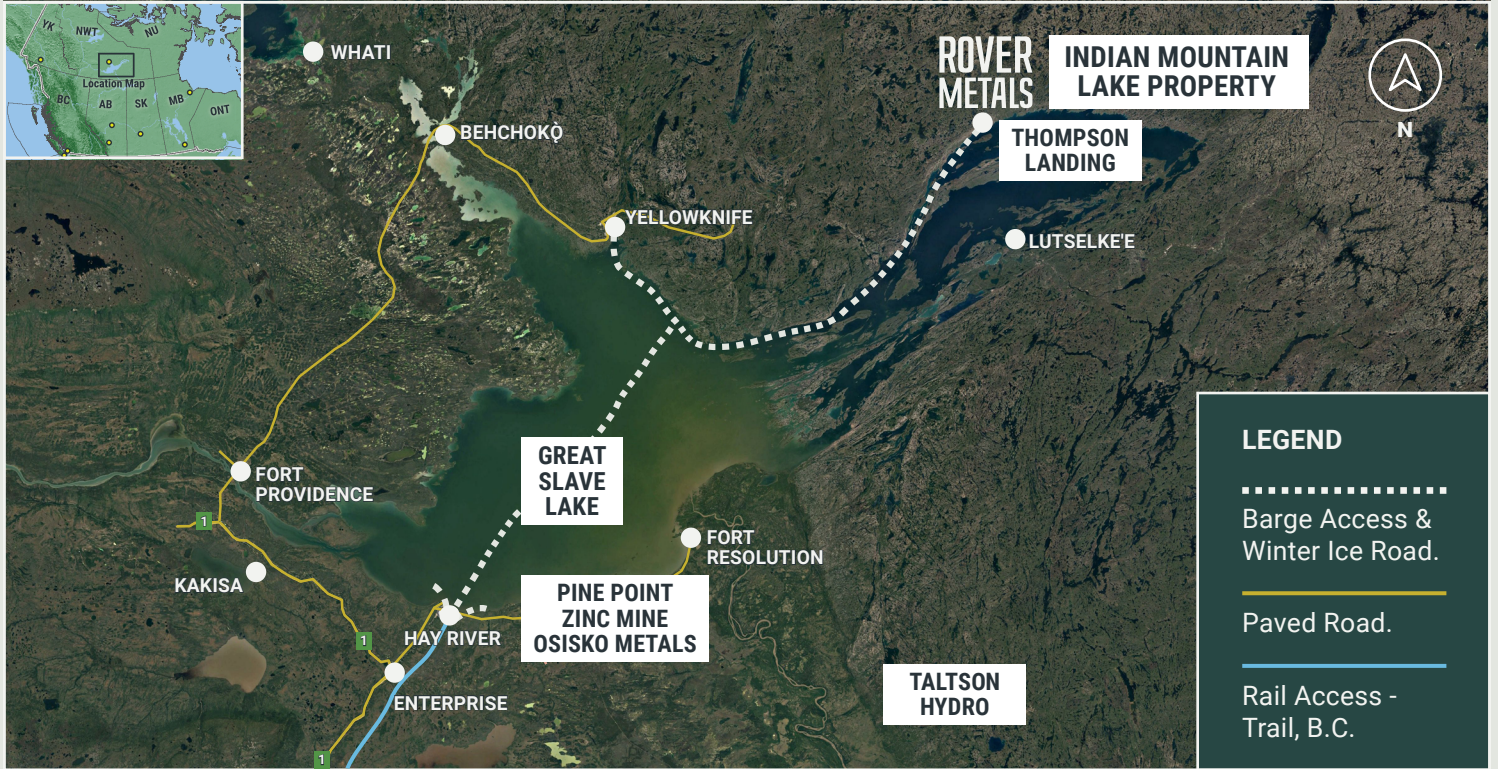 YK
NWT
NU
Location Map
BC
AB
SK
MB
ONT
WHATI
BEHCHOKǪ̀
YELLOWKNIFE
ROVER
METALS
INDIAN MOUNTAIN
LAKE PROPERTY
THOMPSON
LANDING
N
LUTSELKE'E
GREAT
SLAVE
LAKE
FORT
PROVIDENCE
1
KAKISA
FORT
RESOLUTION
PINE POINT
ZINC MINE
OSISKO METALS
HAY RIVER
1
ENTERPRISE
1
TALTSON
HYDRO
LEGEND
Barge Access &
Winter Ice Road.
Paved Road.
Rail Access -
Trail, B.C.